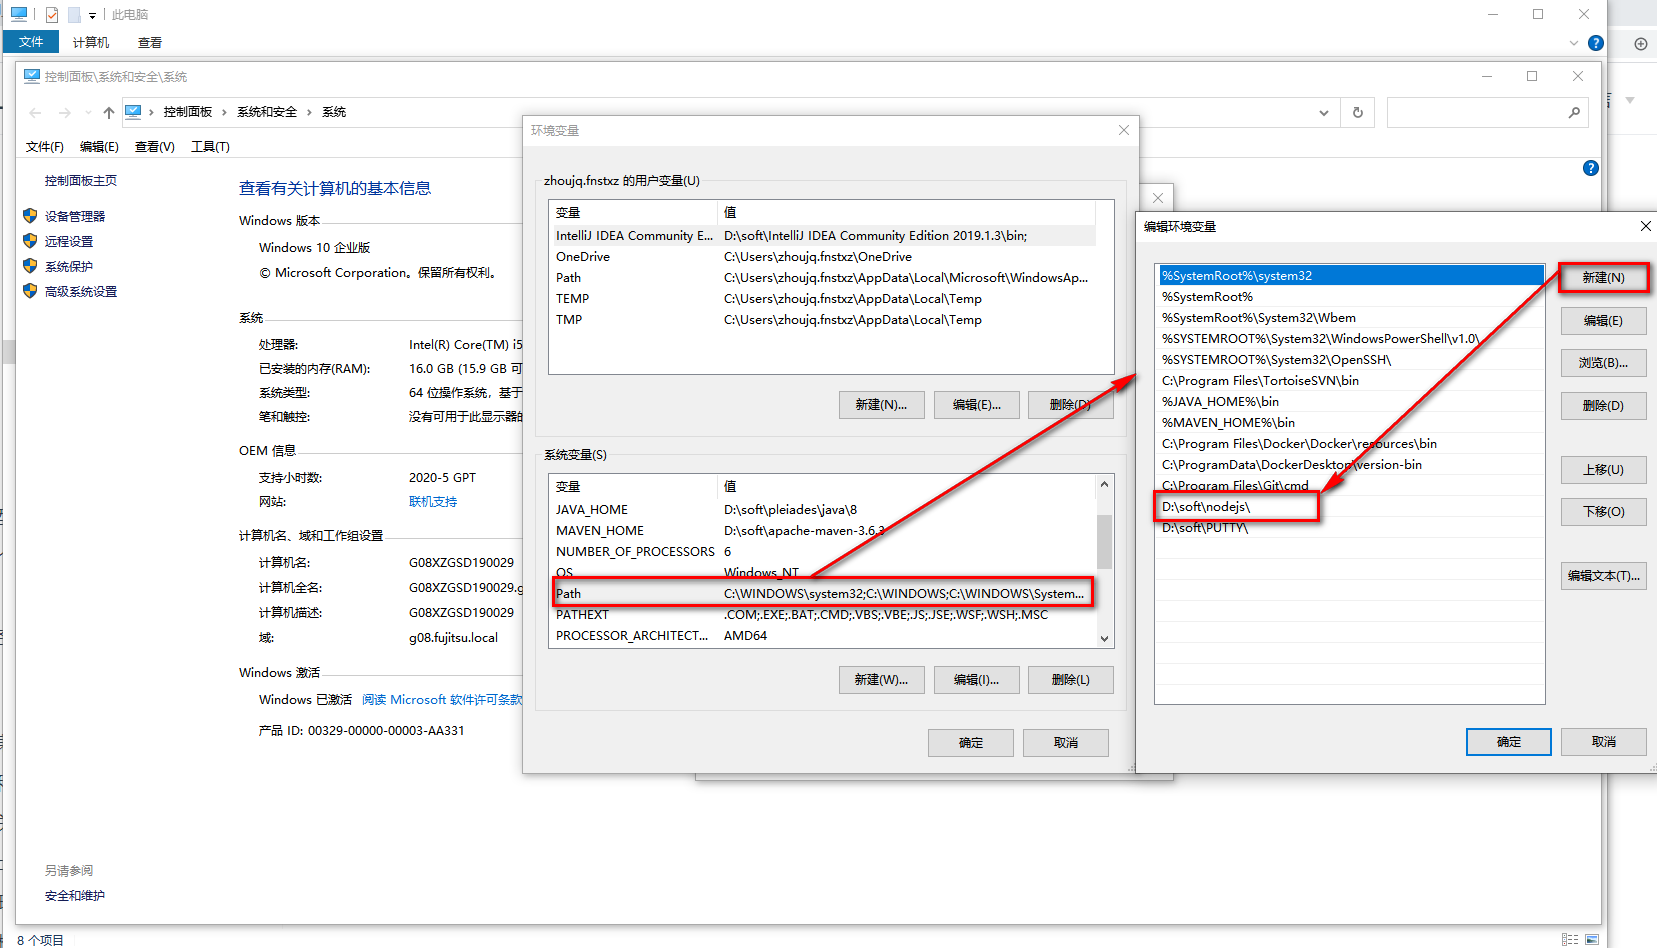 此电脑
文件 计算机 查看
控制面板\系统和安全\系统
控制面板 系统和安全 系统
文件(F) 编辑(E) 查看(V) 工具(T)
控制面板主页
设备管理器
远程设置
系统保护
高级系统设置
查看有关计算机的基本信息
Windows 版本
Windows 10 企业版
© Microsoft Corporation。保留所有权利。
系统
处理器: Intel(R) Core(TM) i5
已安装的内存(RAM): 16.0 GB (15.9 GB 可
系统类型: 64 位操作系统, 基于
笔和触控: 没有可用于此显示器的
OEM 信息
支持小时数: 2020-5 GPT
网站: 联机支持
计算机名、域和工作组设置
计算机名: G08XZGSD190029
计算机全名: G08XZGSD190029.g
计算机描述: G08XZGSD190029
域: g08.fujitsu.local
Windows 激活
Windows 已激活 阅读 Microsoft 软件许可条款
产品 ID: 00329-00000-00003-AA331
另请参阅
安全和维护
8 个项目
环境变量
zhoujq.fnstxz 的用户变量(U)
变量 值
IntelliJ IDEA Community E... D:\soft\IntelliJ IDEA Community Edition 2019.1.3\bin;
OneDrive C:\Users\zhoujq.fnstxz\OneDrive
Path C:\Users\zhoujq.fnstxz\AppData\Local\Microsoft\WindowsAp...
TEMP C:\Users\zhoujq.fnstxz\AppData\Local\Temp
TMP C:\Users\zhoujq.fnstxz\AppData\Local\Temp
新建(N)... 编辑(E)... 删除(D)
系统变量(S)
变量 值
JAVA_HOME D:\soft\pleiades\java\8
MAVEN_HOME D:\soft\apache-maven-3.6.3
NUMBER_OF_PROCESSORS 6
OS Windows_NT
Path C:\WINDOWS\system32;C:\WINDOWS;C:\WINDOWS\System...
PATHEXT .COM;.EXE;.BAT;.CMD;.VBS;.VBE;.JS;.JSE;.WSF;.WSH;.MSC
PROCESSOR_ARCHITECT... AMD64
新建(W)... 编辑(I)... 删除(L)
确定 取消
编辑环境变量
%SystemRoot%\system32
%SystemRoot%
%SystemRoot%\System32\Wbem
%SYSTEMROOT%\System32\WindowsPowerShell\v1.0\
%SYSTEMROOT%\System32\OpenSSH\
C:\Program Files\TortoiseSVN\bin
%JAVA_HOME%\bin
%MAVEN_HOME%\bin
C:\Program Files\Docker\Docker\resources\bin
C:\ProgramData\DockerDesktop\version-bin
C:\Program Files\Git\cmd
D:\soft\nodejs\
D:\soft\PUTTY\
新建(N)
编辑(E)
浏览(B)...
删除(D)
上移(U)
下移(O)
编辑文本(T)...
确定 取消